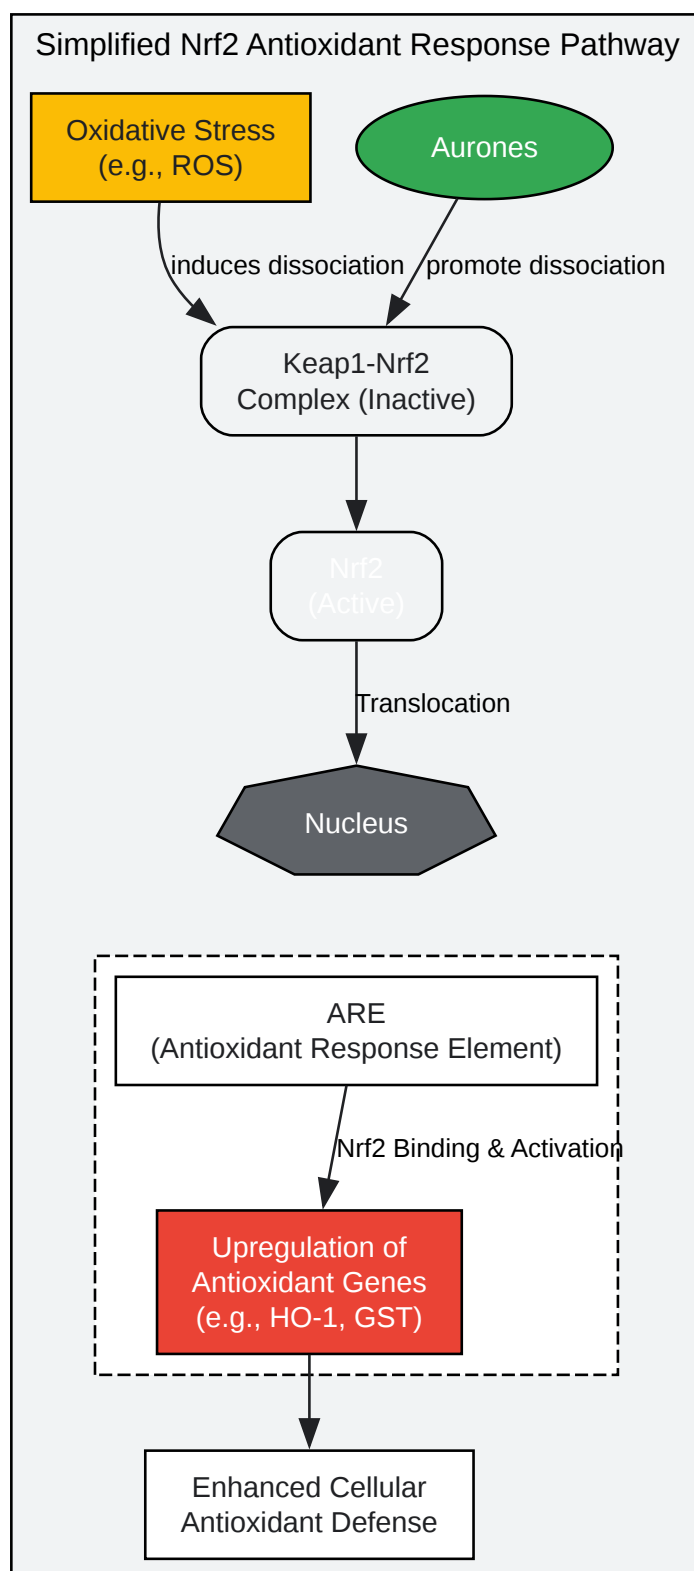 Simplified Nrf2 Antioxidant Response Pathway
Oxidative Stress
(e.g., ROS)
Aurones
induces dissociation
promote dissociation
Keap1-Nrf2
Complex (Inactive)
Nrf2
(Active)
Translocation
Nucleus
ARE
(Antioxidant Response Element)
Nrf2 Binding & Activation
Upregulation of
Antioxidant Genes
(e.g., HO-1, GST)
Enhanced Cellular
Antioxidant Defense